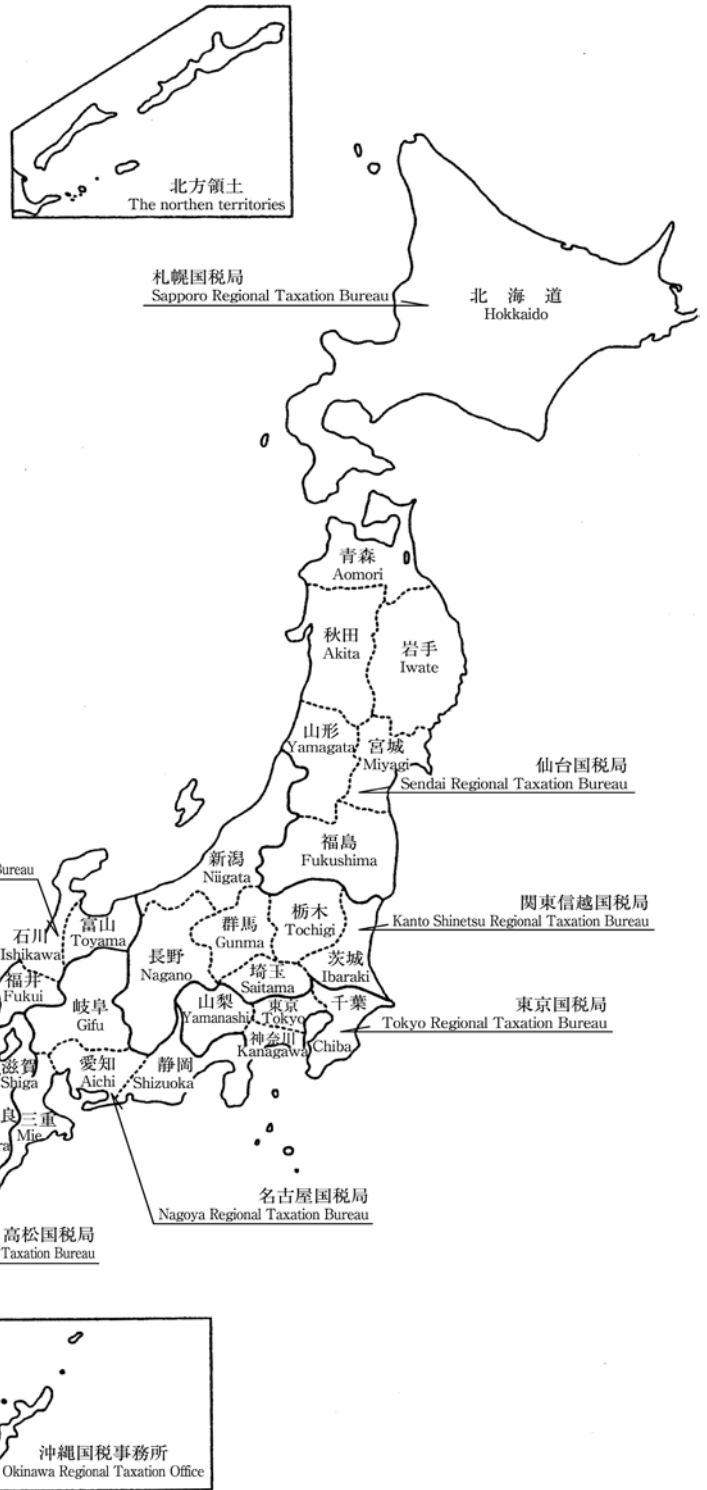 北方領土
The northen territories
札幌国税局
Sapporo Regional Taxation Bureau
北海道
Hokkaido
青森
Aomori
秋田
Akita
岩手
Iwate
山形
Yamagata
宮城
Miyagi
仙台国税局
Sendai Regional Taxation Bureau
福島
Fukushima
新潟
Niigata
Bureau
関東信越国税局
Kanto Shinetsu Regional Taxation Bureau
石川
Ishikawa
富山
Toyama
群馬
Gunma
栃木
Tochigi
長野
Nagano
茨城
Ibaraki
福井
Fukui
埼玉
Saitama
岐阜
Gifu
山梨
Yamanashi
東京
Tokyo
千葉
Chiba
東京国税局
Tokyo Regional Taxation Bureau
神奈川
Kanagawa
滋賀
Shiga
愛知
Aichi
静岡
Shizuoka
良
ra
三重
Mie
名古屋国税局
Nagoya Regional Taxation Bureau
高松国税局
Taxation Bureau
沖縄国税事務所
Okinawa Regional Taxation Office